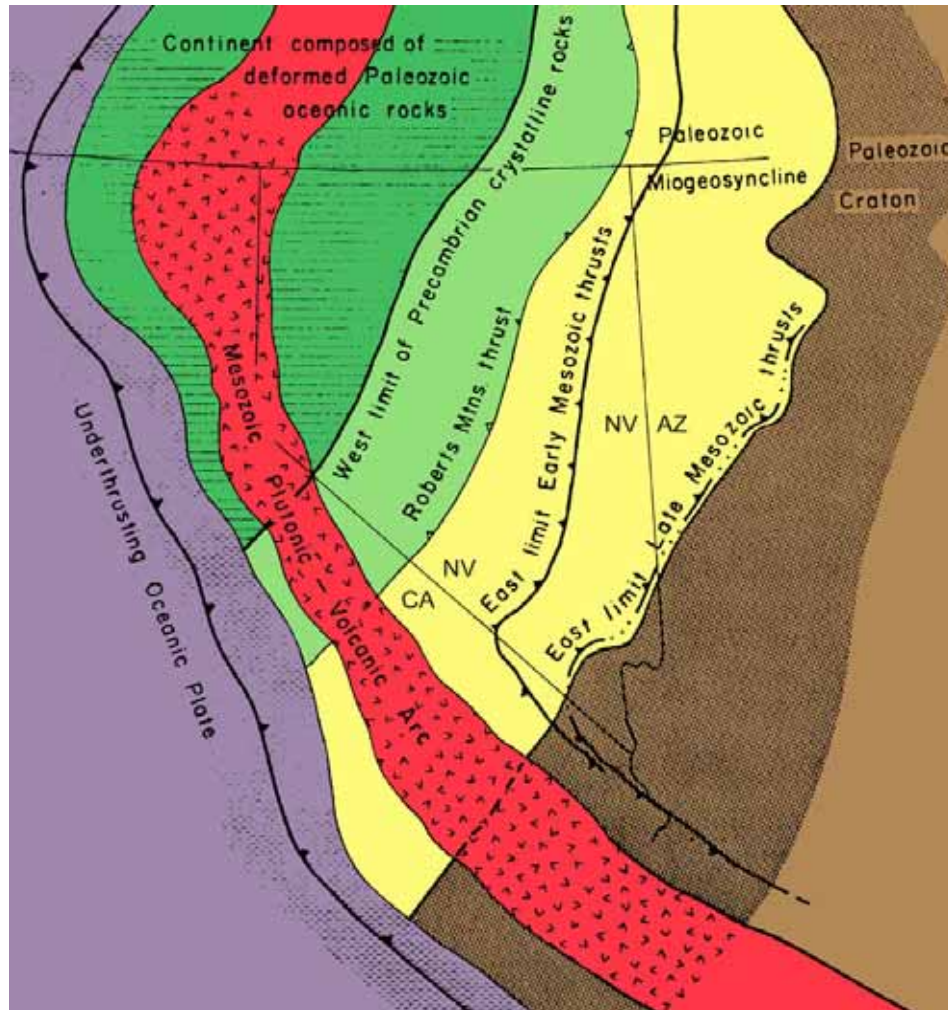 Continent composed of
deformed Paleozoic
oceanic rocks
West limit of Precambrian crystalline rocks
Paleozoic
Miogeosyncline
Paleozoic
Craton
Roberts Mtns thrust
East limit Early Mesozoic thrusts
East limit Late Mesozoic thrusts
NV AZ
NV
CA
Mesozoic Plutonic - Volcanic Arc
Underthrusting Oceanic Plate